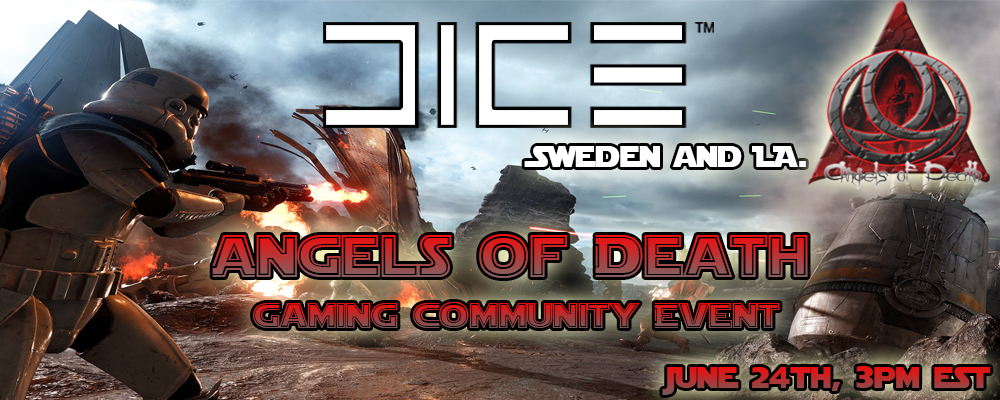 DICE™
SWEDEN AND LA.
Angels of Death
ANGELS OF DEATH
GAMING COMMUNITY EVENT
JUNE 24TH, 3PM EST